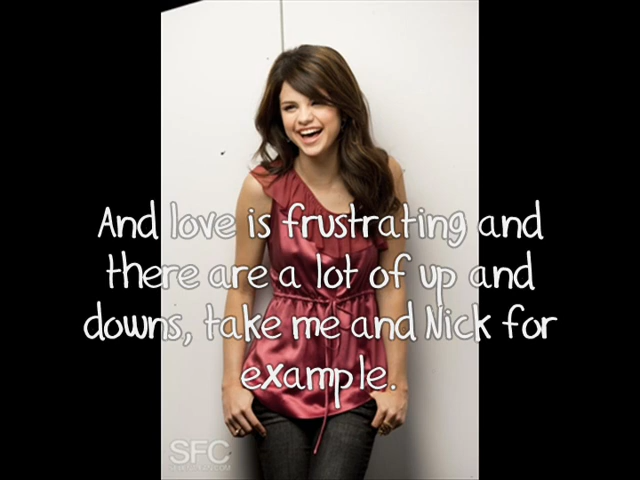 And love is frustrating and
there are a lot of up and
downs, take me and Nick for
example.
SFC